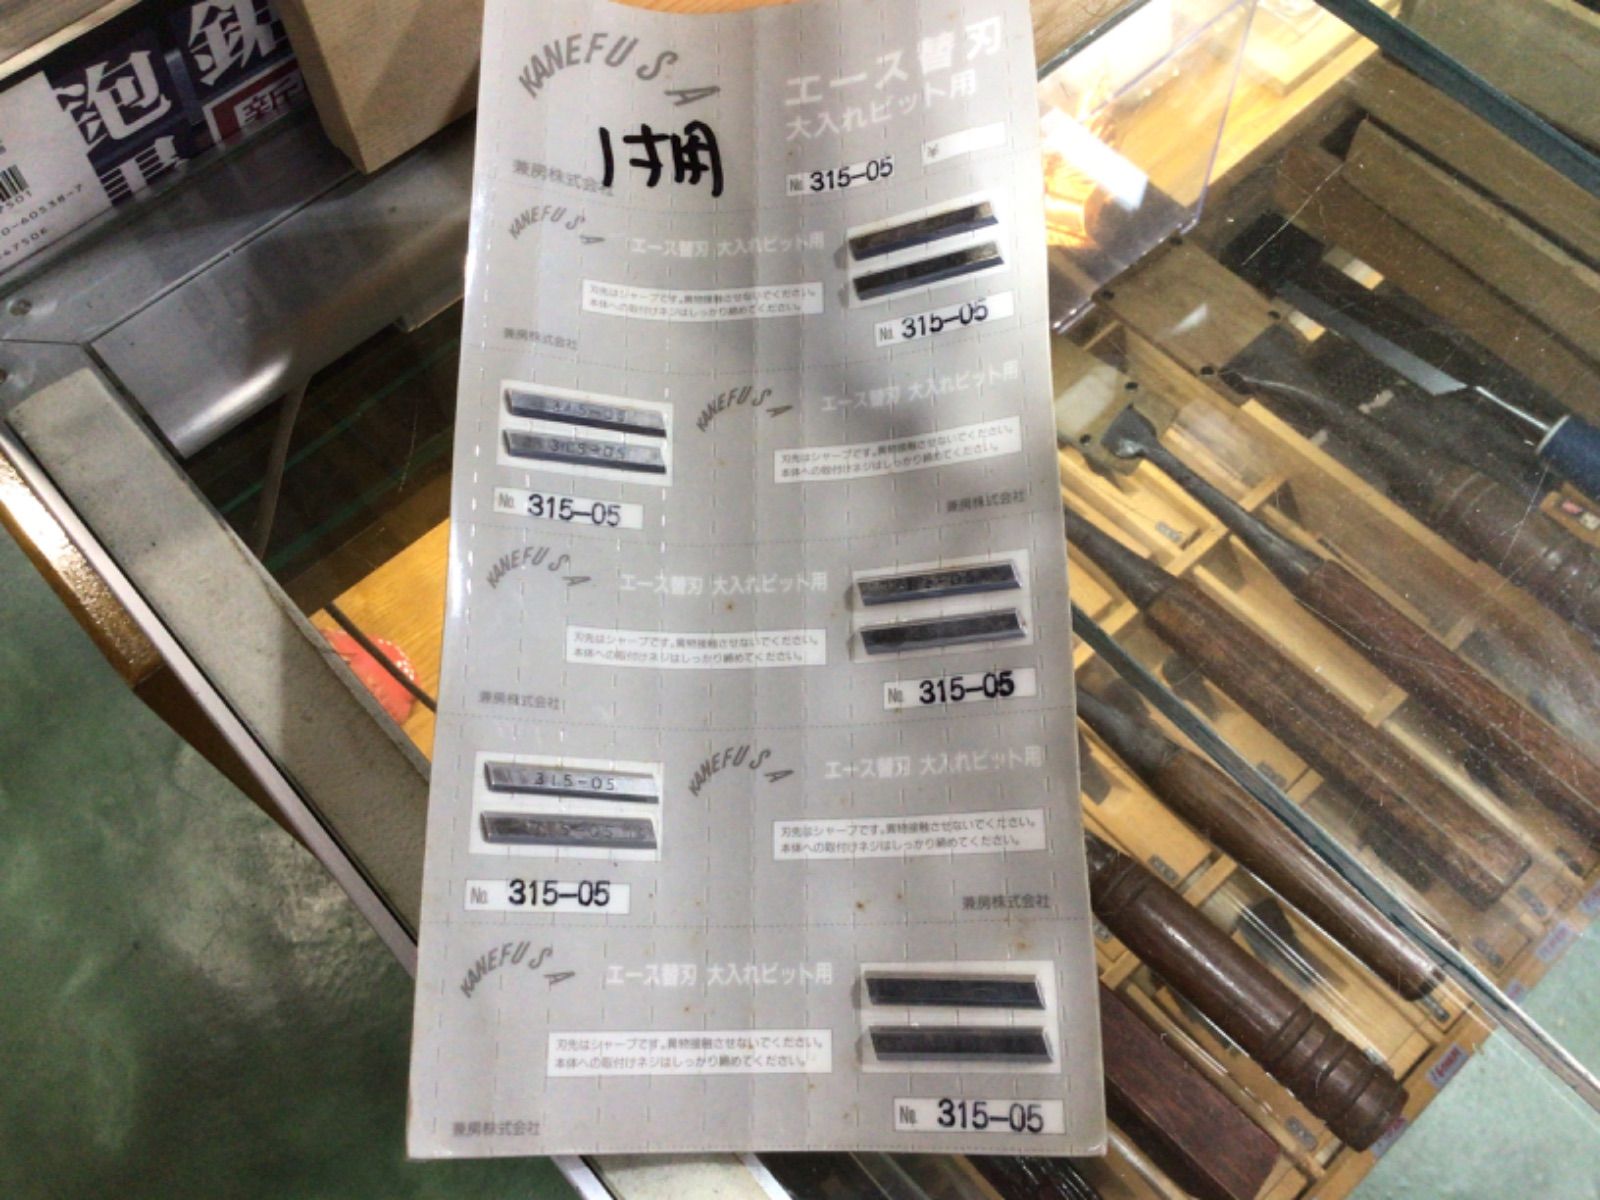 鉋
KANEFUSA
エース替刃
大入れビット用
1寸用
兼房株式会社
No. 315-05
¥
KANEFUSA
エース替刃 大入れビット用
刃先はシャープです。異物接触させないでください。
本体への取付けネジはしっかり締めてください。
兼房株式会社
No. 315-05
315-05
315-05
No. 315-05
KANEFUSA
エース替刃 大入れビット用
刃先はシャープです。異物接触させないでください。
本体への取付けネジはしっかり締めてください。
兼房株式会社
KANEFUSA
エース替刃 大入れビット用
刃先はシャープです。異物接触させないでください。
本体への取付けネジはしっかり締めてください。
兼房株式会社
315-05
No. 315-05
315-05
315-05
No. 315-05
KANEFUSA
エース替刃 大入れビット用
刃先はシャープです。異物接触させないでください。
本体への取付けネジはしっかり締めてください。
兼房株式会社
KANEFUSA
エース替刃 大入れビット用
刃先はシャープです。異物接触させないでください。
本体への取付けネジはしっかり締めてください。
兼房株式会社
No. 315-05